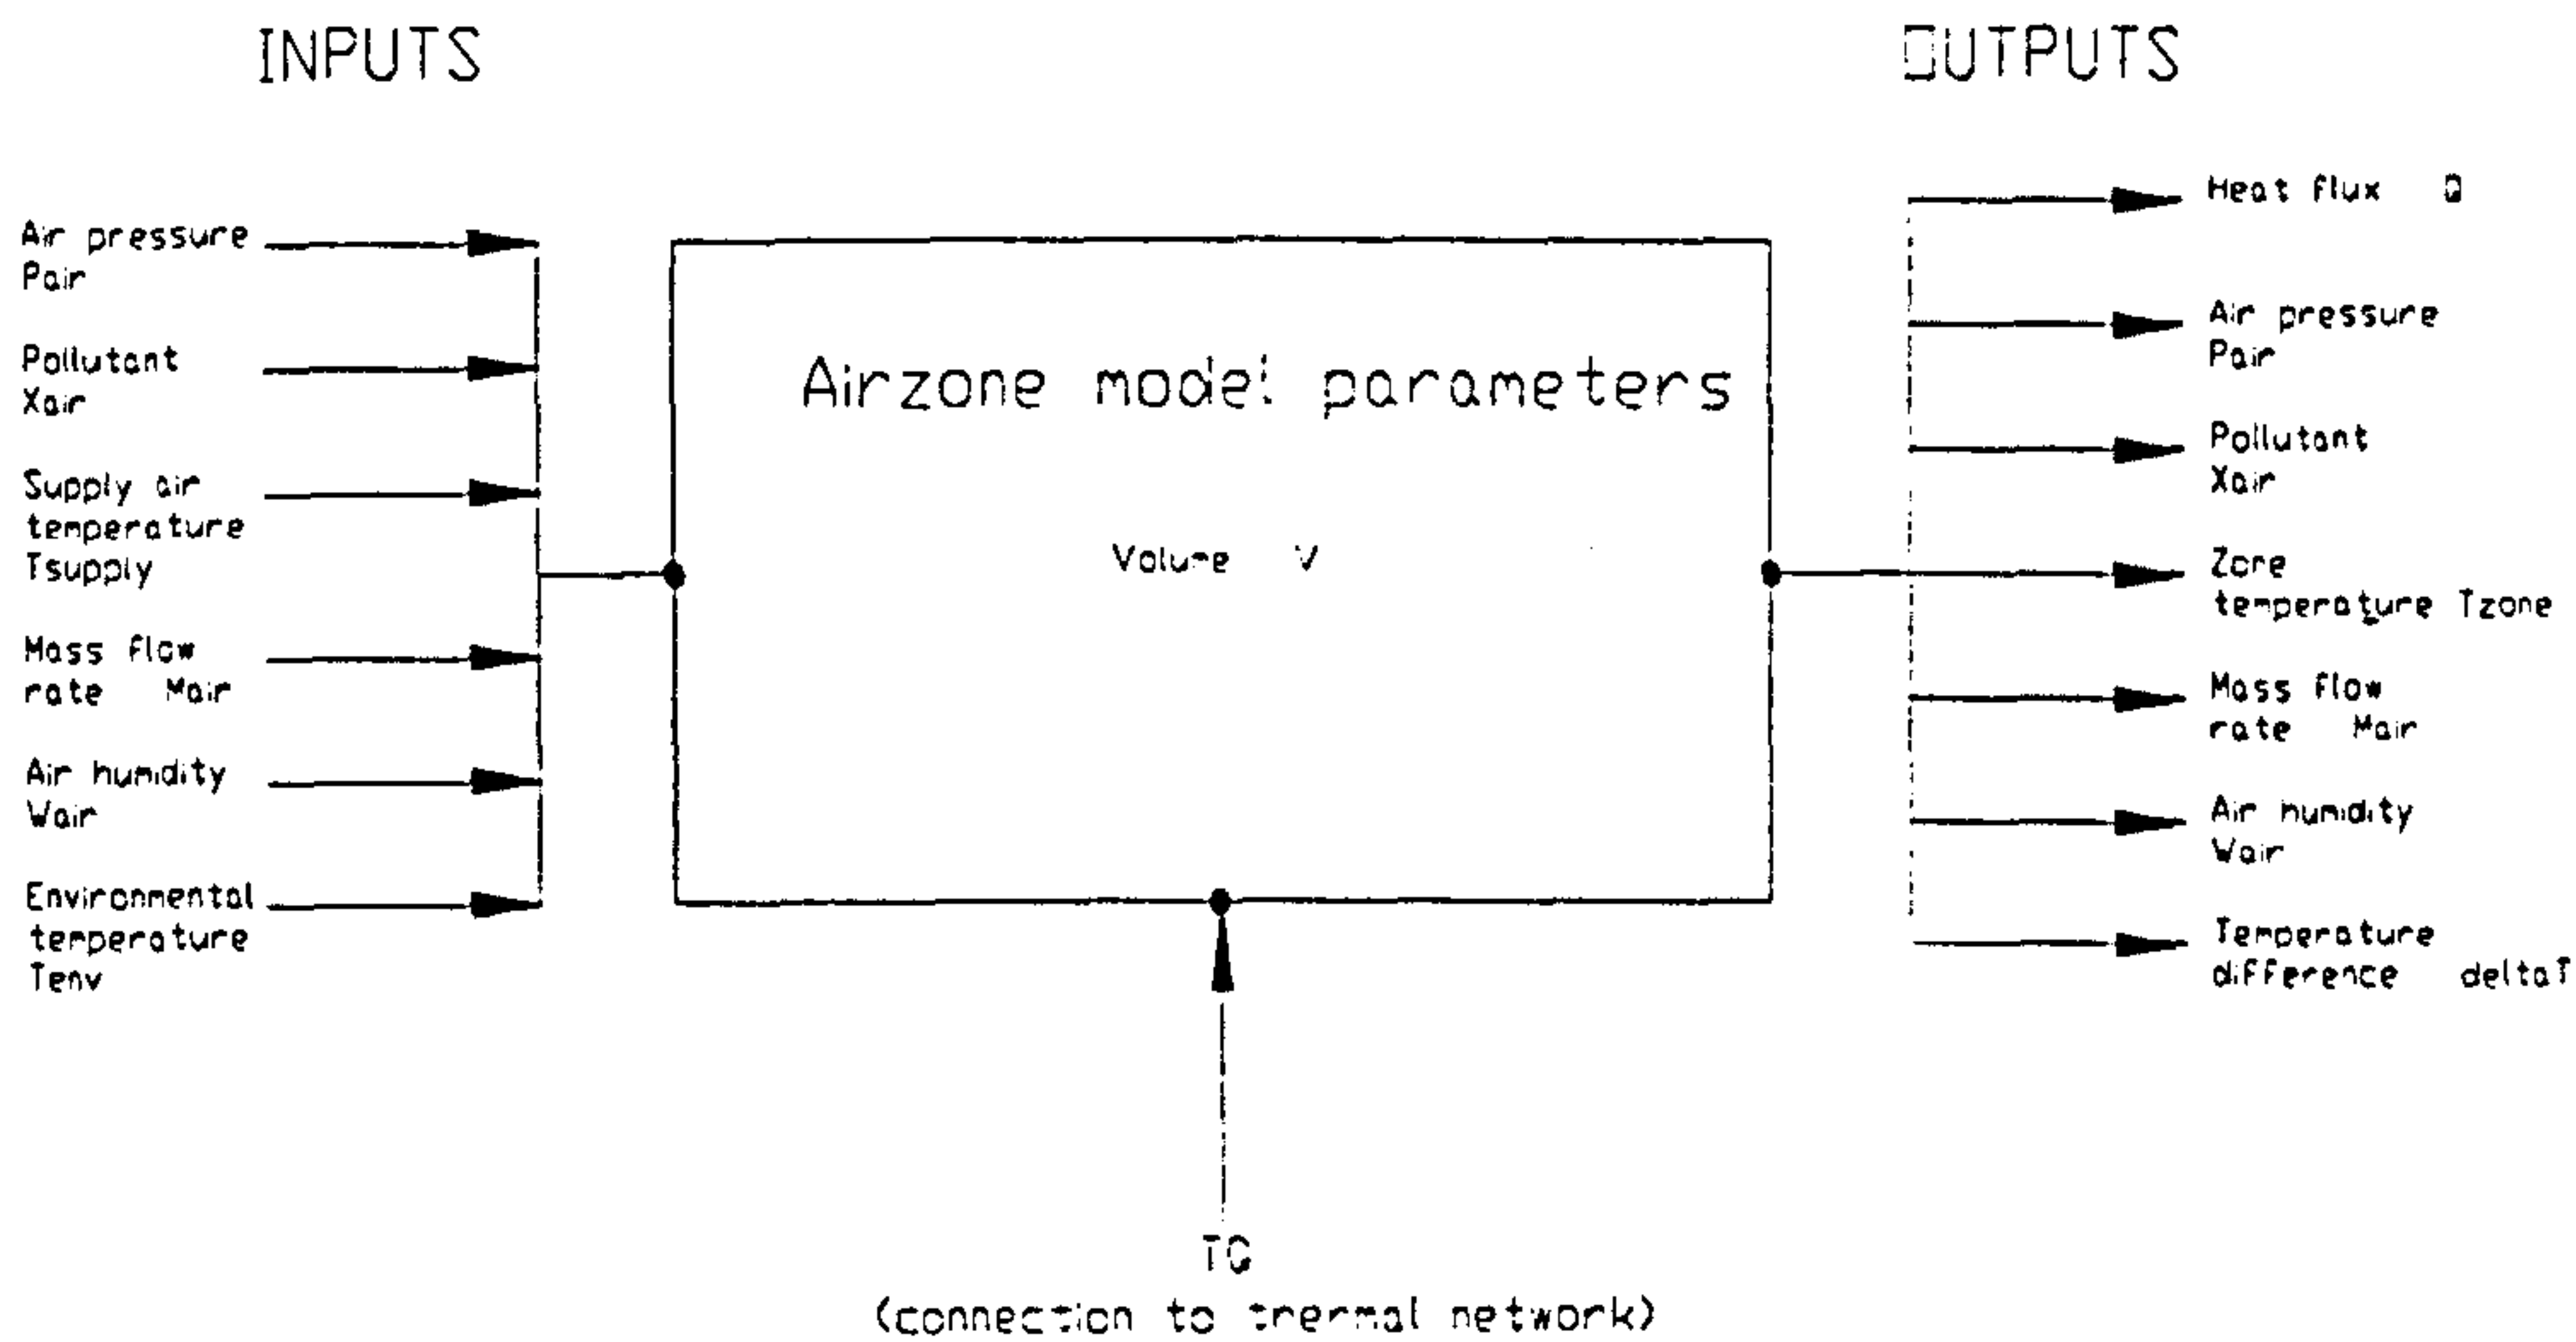 INPUTS
OUTPUTS
Air pressure
Pair
Pollutant
Xair
Supply air
temperature
Tsupply
Mass flow
rate Mair
Air humidity
Wair
Environmental
temperature
Tenv
Airzone model parameters
Volume V
Heat flux Q
Air pressure
Pair
Pollutant
Xair
Zone
temperature Tzone
Mass flow
rate Mair
Air humidity
Wair
Temperature
difference deltaT
TQ
(connection to thermal network)